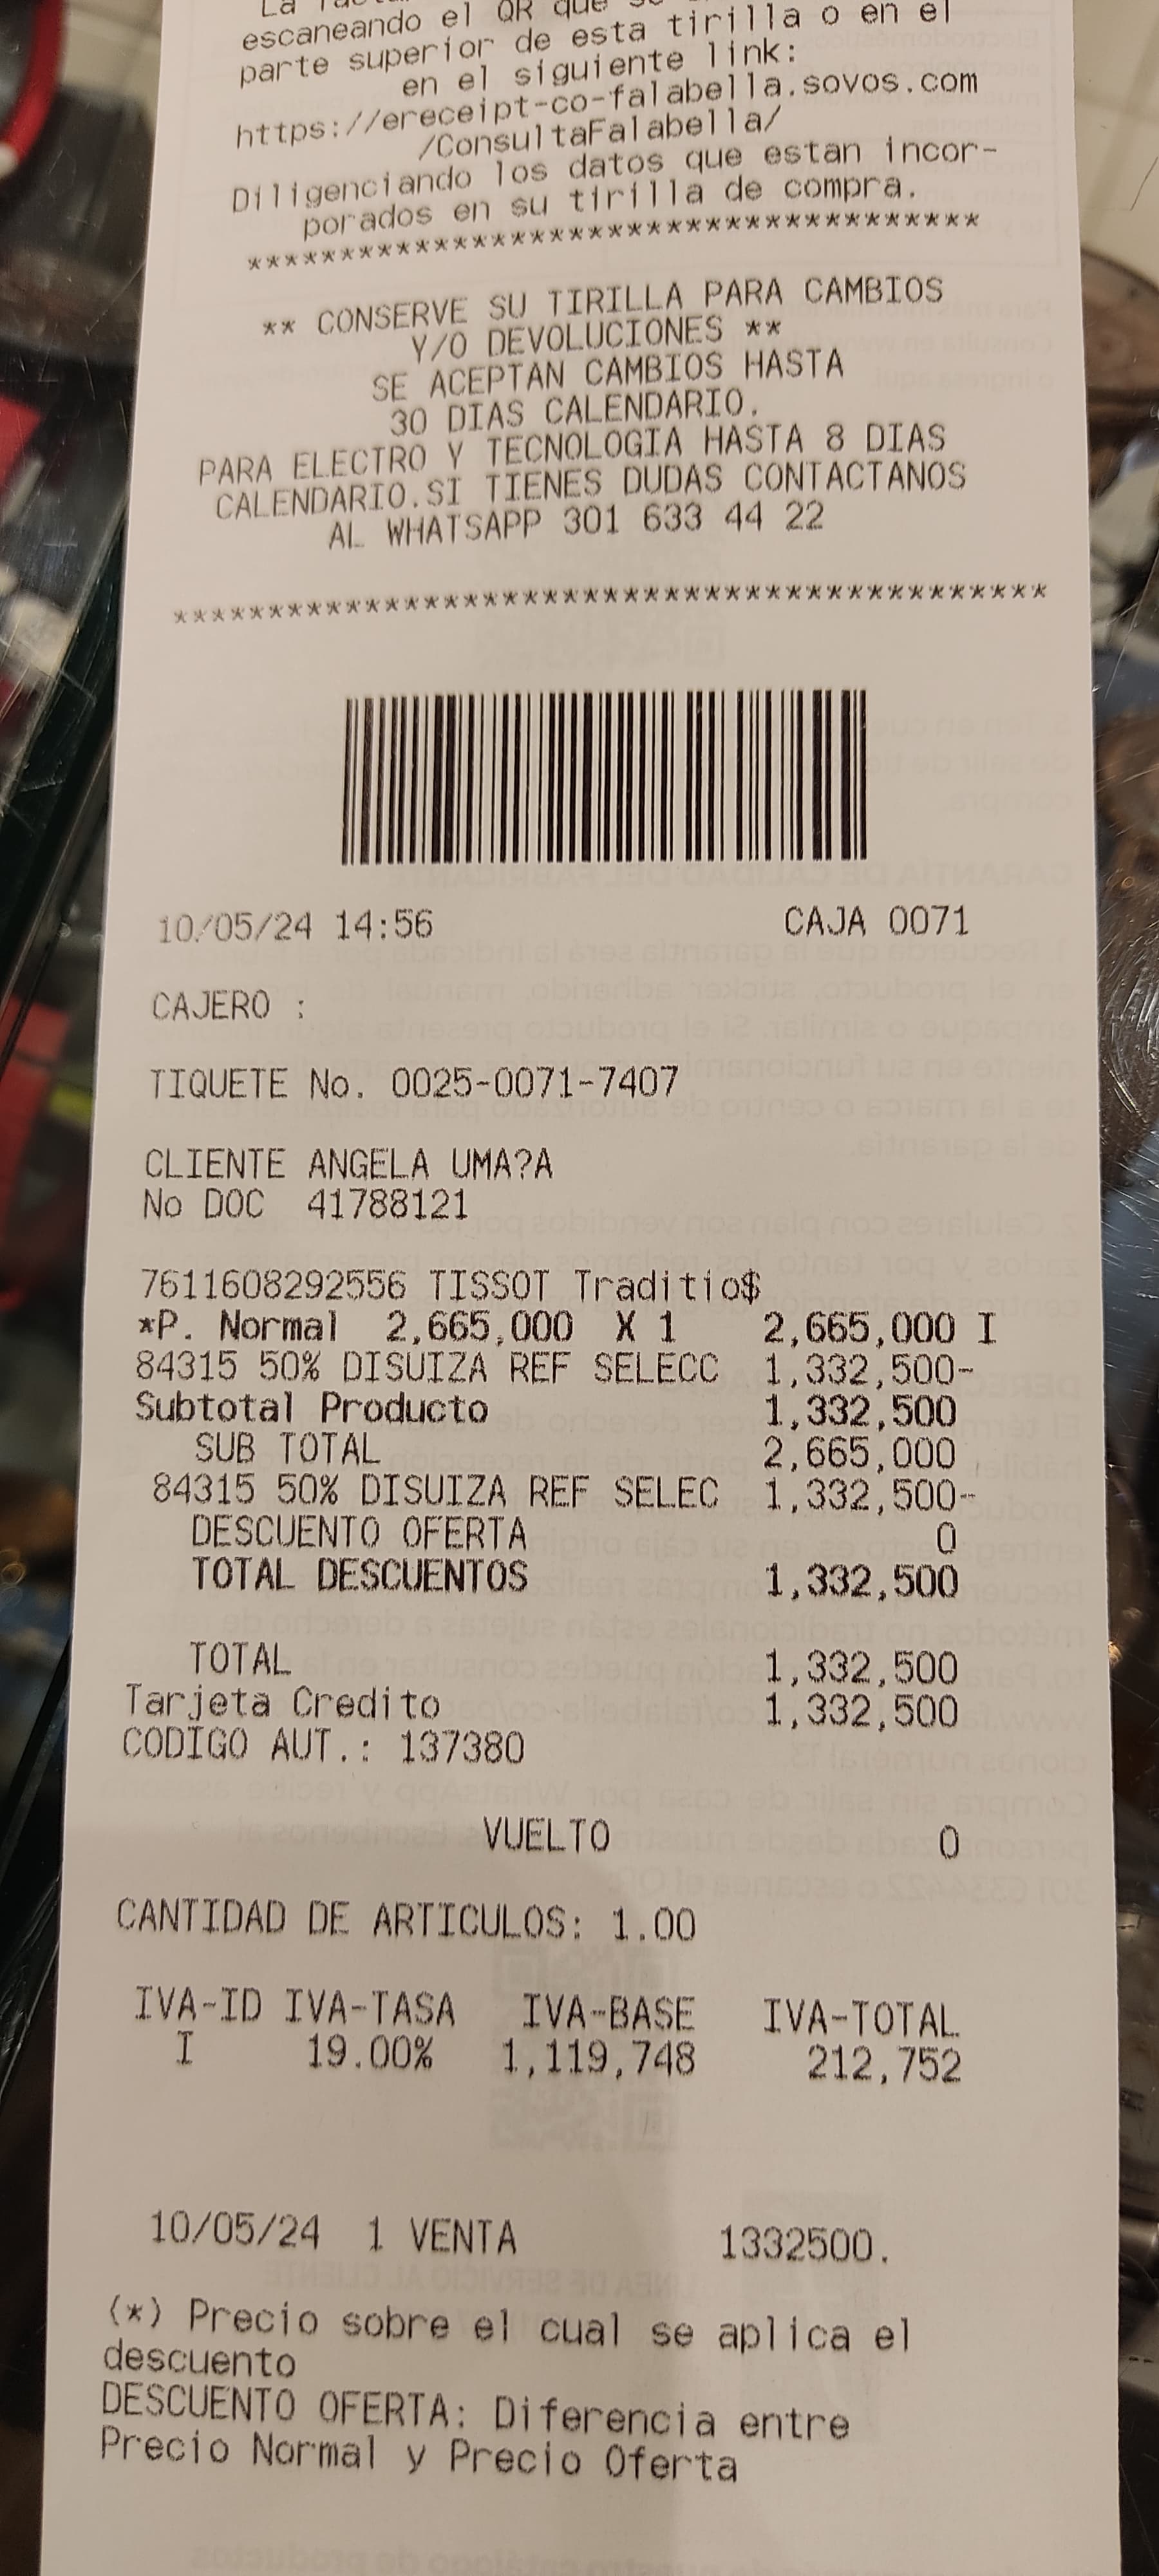 La
escaneando el QR que
parte superior de esta tirilla o en el
en el siguiente link:
https://ereceipt-co-falabella.sovos.com
/ConsultaFalabella/
Diligenciando los datos que estan incor-
porados en su tirilla de compra.
**************************************
** CONSERVE SU TIRILLA PARA CAMBIOS
Y/O DEVOLUCIONES **
SE ACEPTAN CAMBIOS HASTA
30 DIAS CALENDARIO.
PARA ELECTRO Y TECNOLOGIA HASTA 8 DIAS
CALENDARIO.SI TIENES DUDAS CONTACTANOS
AL WHATSAPP 301 633 44 22
********************************************
10/05/24 14:56 CAJA 0071
CAJERO :
TIQUETE No. 0025-0071-7407
CLIENTE ANGELA UMA?A
No DOC 41788121
7611608292556 TISSOT Traditio$
*P. Normal 2,665,000 X 1 2,665,000 I
84315 50% DISUIZA REF SELECC 1,332,500-
Subtotal Producto 1,332,500
SUB TOTAL 2,665,000
84315 50% DISUIZA REF SELEC 1,332,500-
DESCUENTO OFERTA 0
TOTAL DESCUENTOS 1,332,500
TOTAL 1,332,500
Tarjeta Credito 1,332,500
CODIGO AUT.: 137380
VUELTO 0
CANTIDAD DE ARTICULOS: 1.00
IVA-ID IVA-TASA IVA-BASE IVA-TOTAL
I 19.00% 1,119,748 212,752
10/05/24 1 VENTA 1332500.
(*) Precio sobre el cual se aplica el
descuento
DESCUENTO OFERTA: Diferencia entre
Precio Normal y Precio Oferta